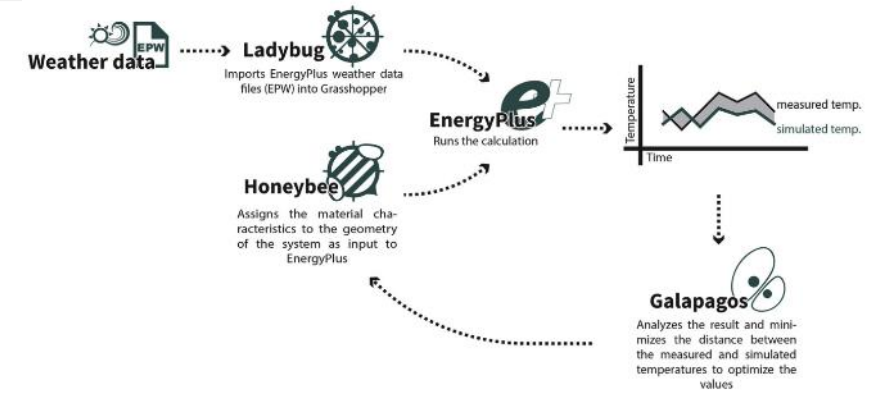 EPW
Weather data
Ladybug
Imports EnergyPlus weather data
files (EPW) into Grasshopper
e+
EnergyPlus
Runs the calculation
Temperature
measured temp.
simulated temp.
Time
Honeybee
Assigns the material cha-
racteristics to the geometry
of the system as input to
EnergyPlus
Galapagos
Analyzes the result and mini-
mizes the distance between
the measured and simulated
temperatures to optimize the
values